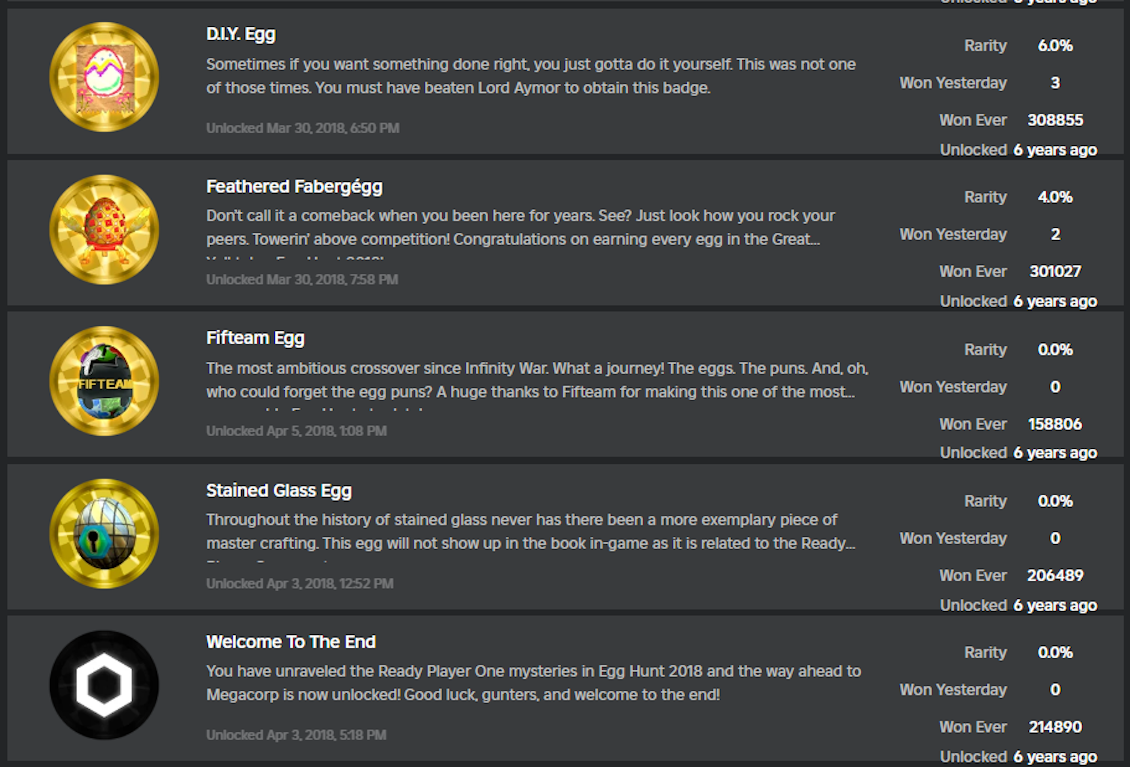 Unlocked 6 years ago
D.I.Y. Egg
Sometimes if you want something done right, you just gotta do it yourself. This was not one
of those times. You must have beaten Lord Aymor to obtain this badge.
Unlocked Mar 30, 2018, 6:50 PM
Rarity 6.0%
Won Yesterday 3
Won Ever 308855
Unlocked 6 years ago
Feathered Fabergégg
Don't call it a comeback when you been here for years. See? Just look how you rock your
peers. Towerin' above competition! Congratulations on earning every egg in the Great...
Unlocked Mar 30, 2018, 7:58 PM
Rarity 4.0%
Won Yesterday 2
Won Ever 301027
Unlocked 6 years ago
FIFTEAM
Fifteam Egg
The most ambitious crossover since Infinity War. What a journey! The eggs. The puns. And, oh,
who could forget the egg puns? A huge thanks to Fifteam for making this one of the most...
Unlocked Apr 5, 2018, 1:08 PM
Rarity 0.0%
Won Yesterday 0
Won Ever 158806
Unlocked 6 years ago
Stained Glass Egg
Throughout the history of stained glass never has there been a more exemplary piece of
master crafting. This egg will not show up in the book in-game as it is related to the Ready...
Unlocked Apr 3, 2018, 12:52 PM
Rarity 0.0%
Won Yesterday 0
Won Ever 206489
Unlocked 6 years ago
Welcome To The End
You have unraveled the Ready Player One mysteries in Egg Hunt 2018 and the way ahead to
Megacorp is now unlocked! Good luck, gunters, and welcome to the end!
Unlocked Apr 3, 2018, 5:18 PM
Rarity 0.0%
Won Yesterday 0
Won Ever 214890
Unlocked 6 years ago